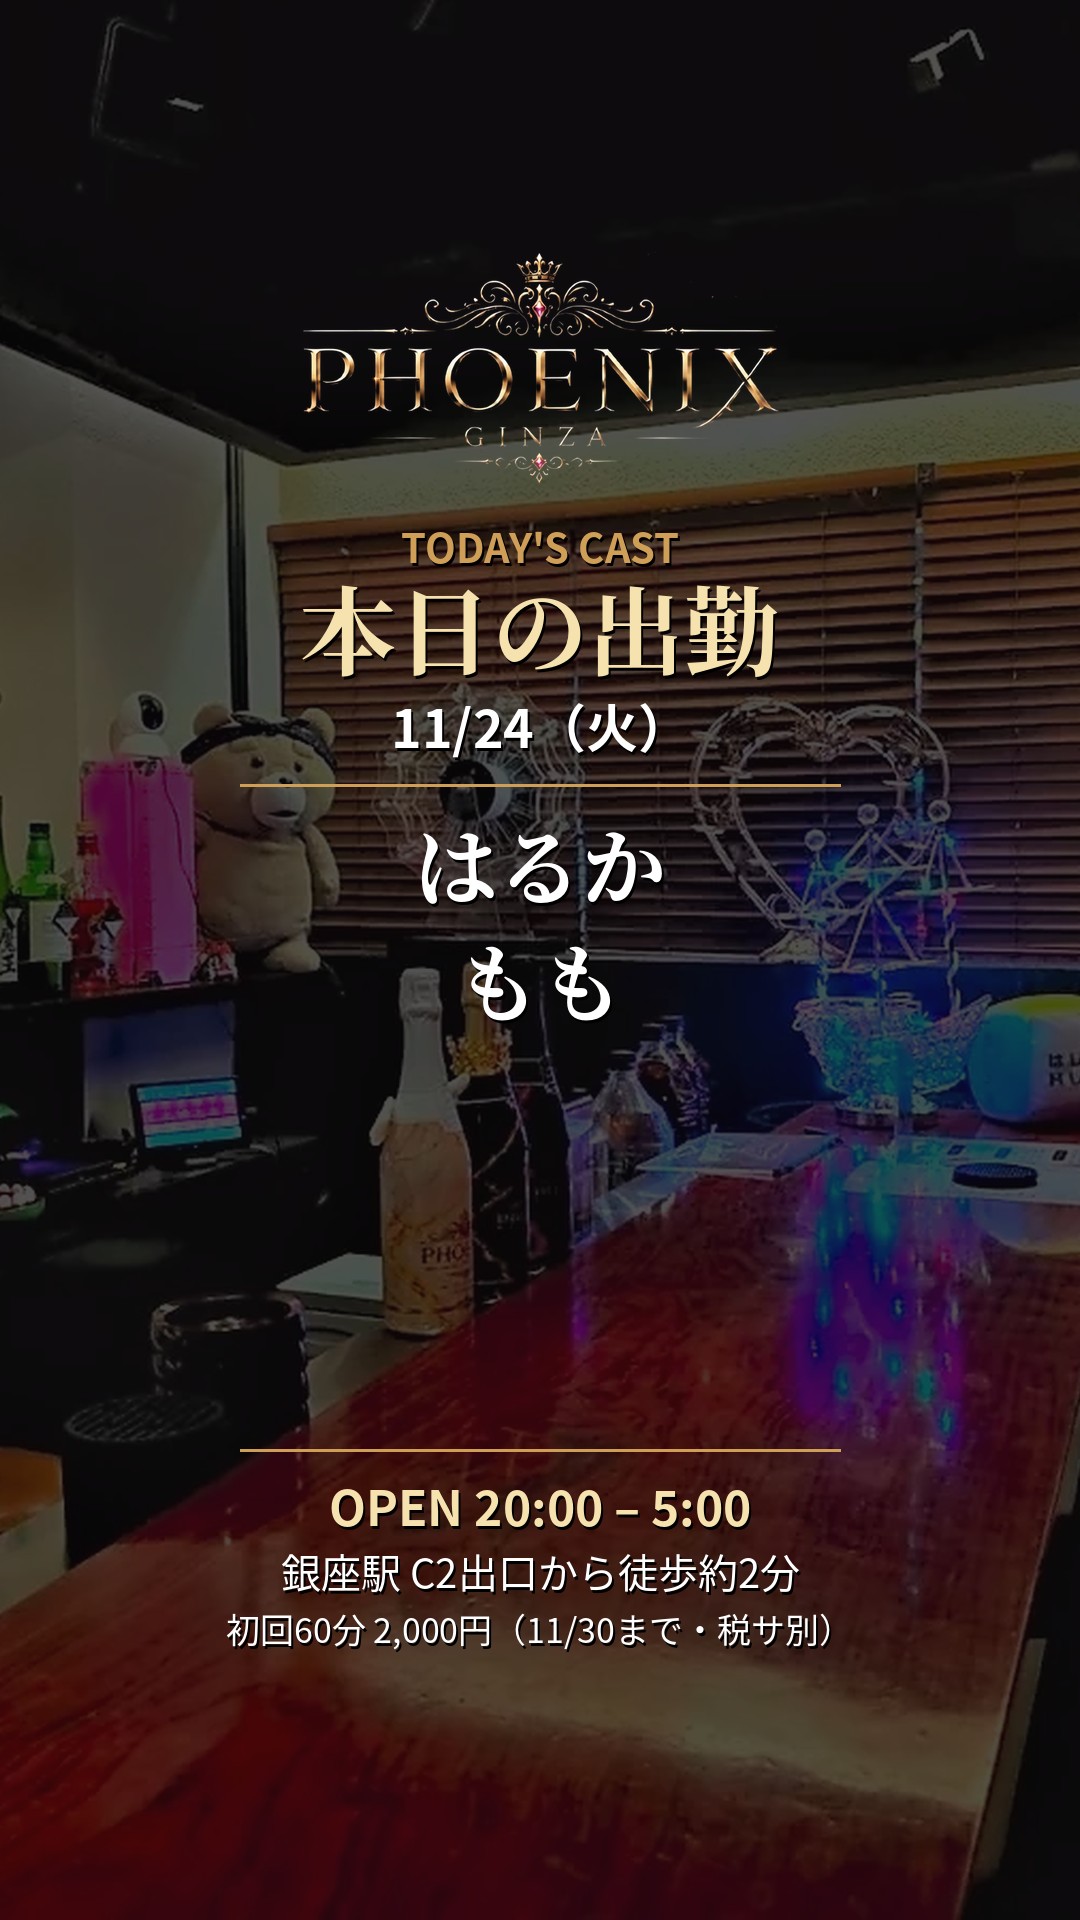 PHOENIX
GINZA
TODAY'S CAST
本日の出勤
11/24（火）
はるか
もも
OPEN 20:00 – 5:00
銀座駅 C2出口から徒歩約2分
初回60分 2,000円（11/30まで・税サ別）